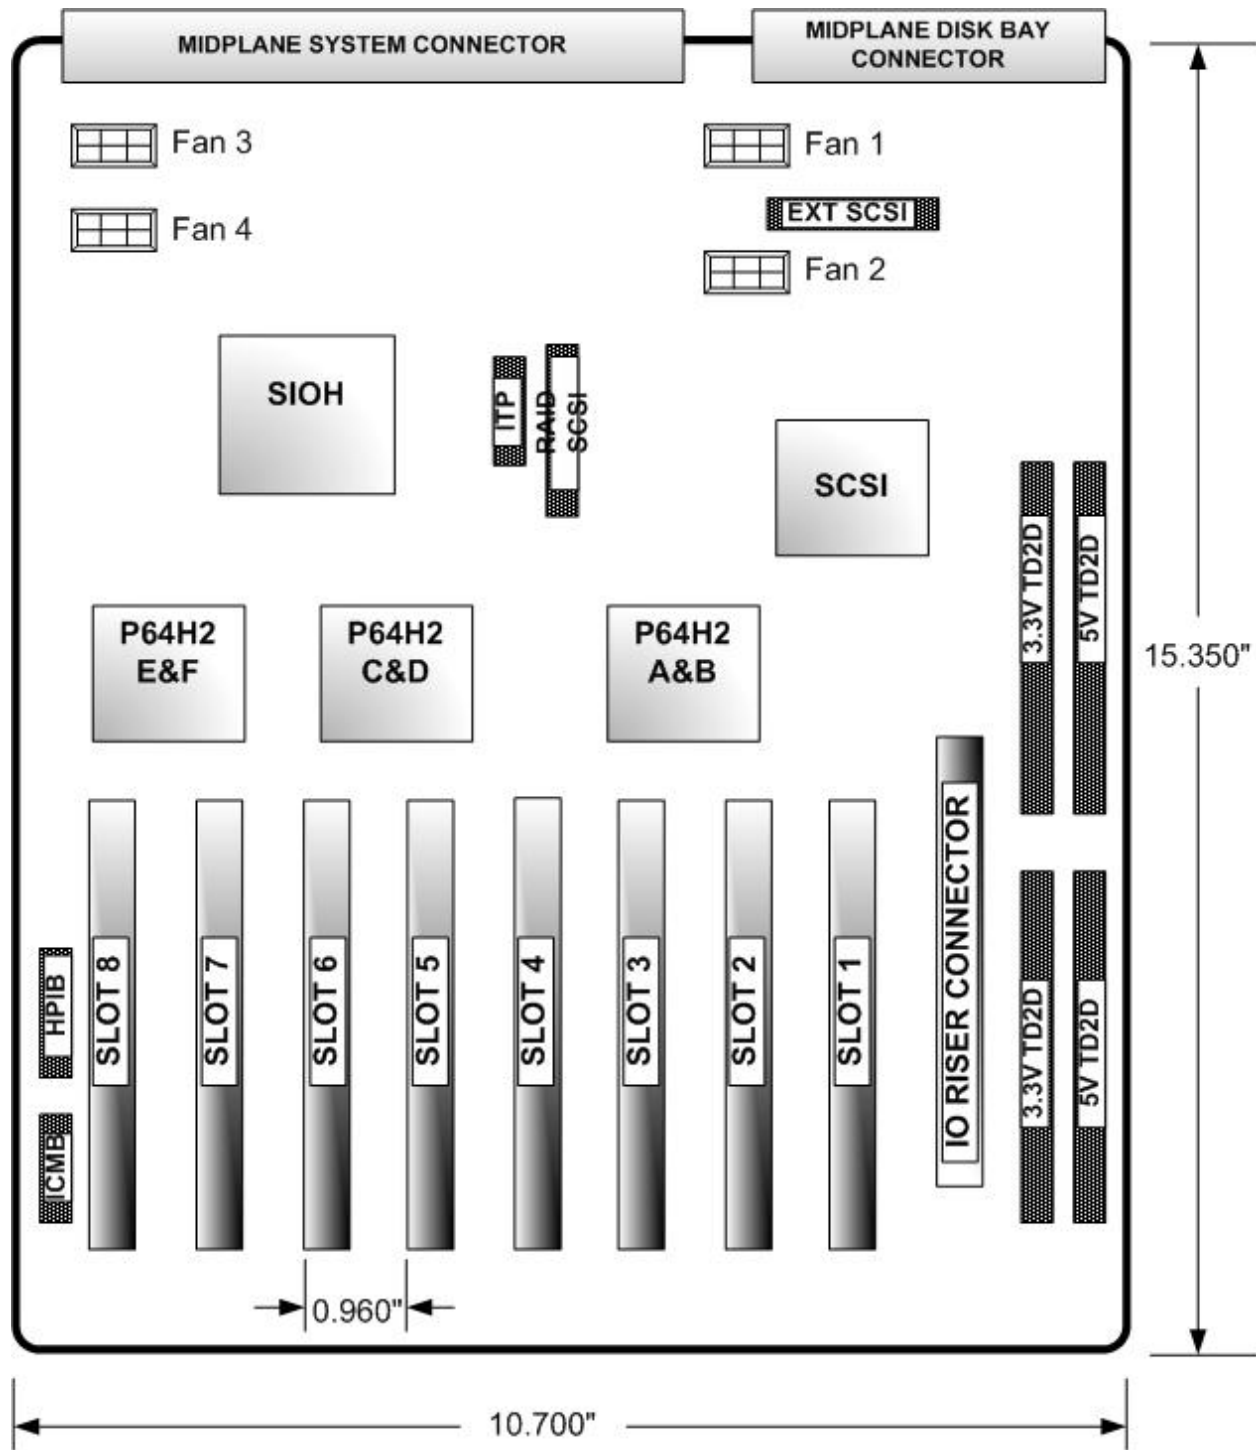 MIDPLANE SYSTEM CONNECTOR
MIDPLANE DISK BAY
CONNECTOR
Fan 3
Fan 1
EXT SCSI
Fan 4
Fan 2
SIOH
ITP
RAID
SCSI
SCSI
3.3V TD2D
5V TD2D
P64H2
E&F
P64H2
C&D
P64H2
A&B
15.350"
HPIB
ICMB
SLOT 8
SLOT 7
SLOT 6
SLOT 5
SLOT 4
SLOT 3
SLOT 2
SLOT 1
IO RISER CONNECTOR
3.3V TD2D
5V TD2D
0.960"
10.700"